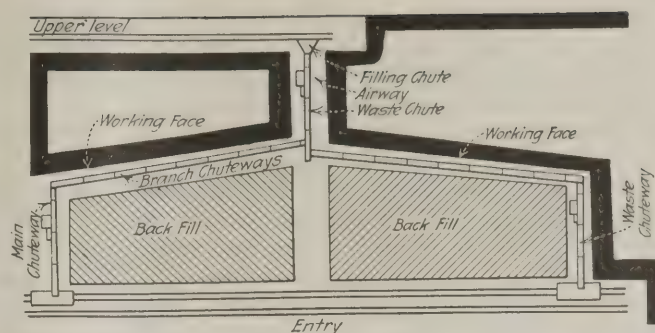 Upper level
Filling Chute
Airway
Waste Chute
Working Face
Working Face
Branch Chuteways
Main
Chuteway
Back Fill
Back Fill
Waste
Chuteway
Entry